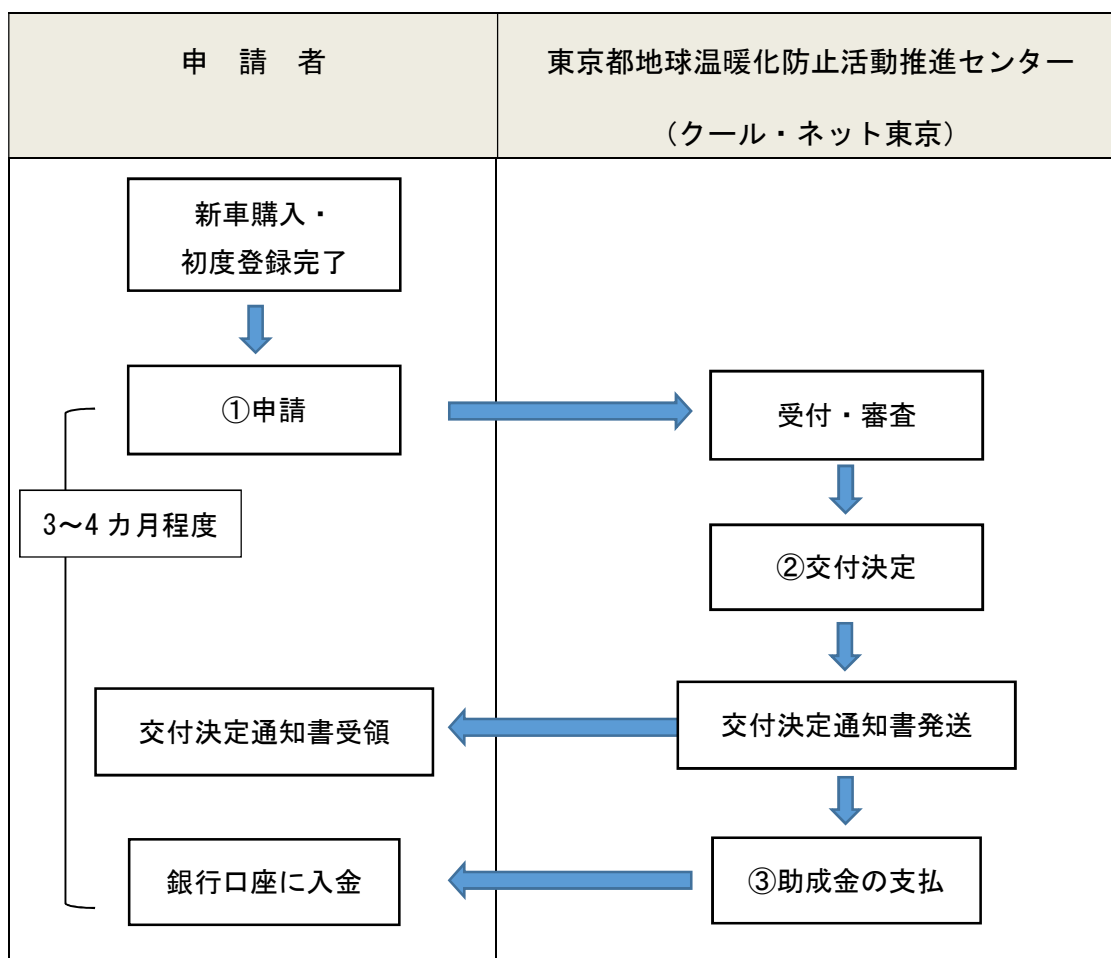 申 請 者
東京都地球温暖化防止活動推進センター
（クール・ネット東京）
新車購入・
初度登録完了
①申請
受付・審査
3～4 カ月程度
②交付決定
交付決定通知書受領
交付決定通知書発送
銀行口座に入金
③助成金の支払